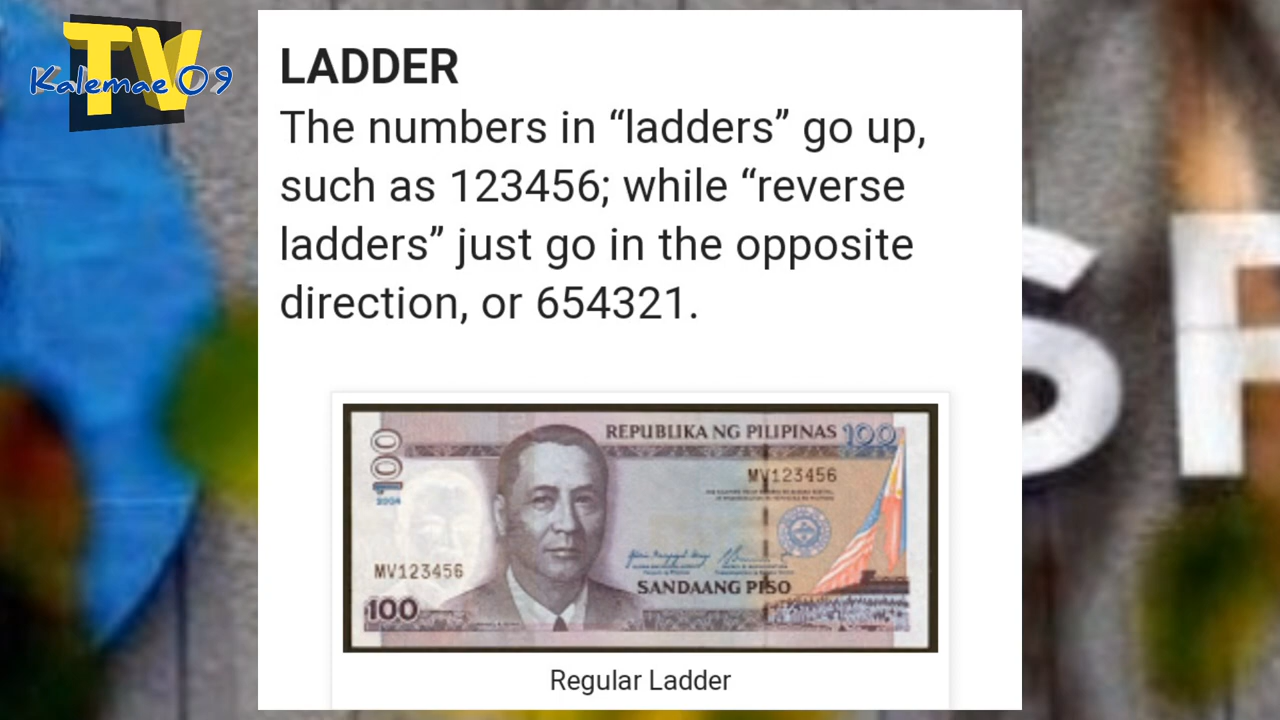 TV
Kalemae 09
LADDER
The numbers in “ladders” go up,
such as 123456; while “reverse
ladders” just go in the opposite
direction, or 654321.
REPUBLIKA NG PILIPINAS 100
100
2004
MV123456
MV123456
SANDAANG PISO
100
Regular Ladder
S F